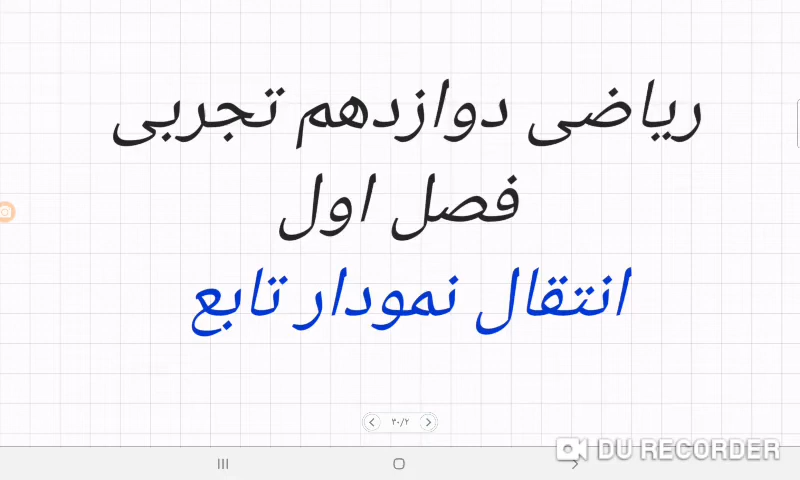 ریاضی دوازدهم تجربی
فصل اول
انتقال نمودار تابع
۳۰/۲
DU RECORDER